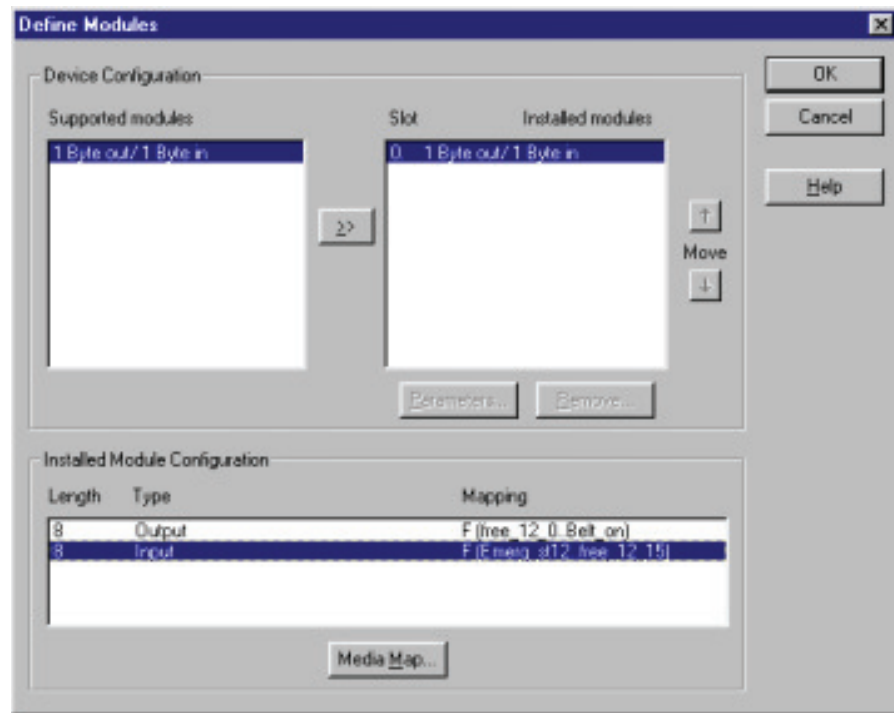 Define Modules
Device Configuration
OK
Supported modules
Slot Installed modules
Cancel
1 Byte out/ 1 Byte in
0 1 Byte out/ 1 Byte in
Help
>>
Move
Parameters...
Remove...
Installed Module Configuration
Length Type Mapping
8 Output F (free_12_0..Belt_on)
8 Input F (Emerg_st12..free_12_15)
Media Map...